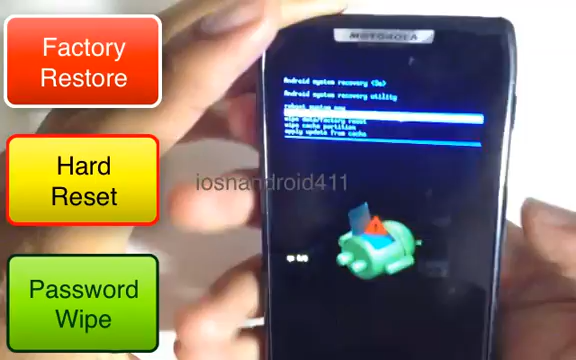 Factory
Restore
MOTOROLA
Android system recovery <3e>
Android system recovery utility
reboot system now
wipe data/factory reset
wipe cache partition
apply update from cache
Hard
Reset
iosnandroid411
Password
Wipe